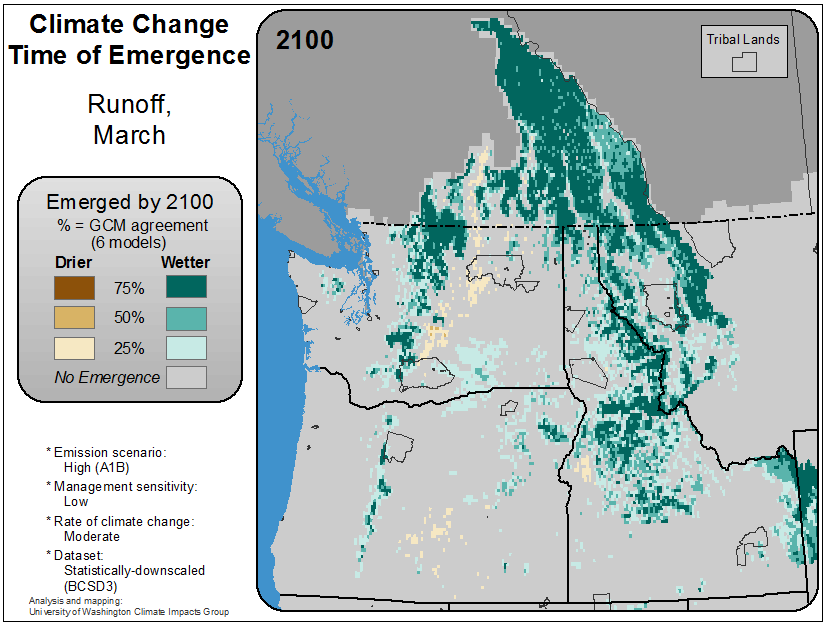 Climate Change
Time of Emergence
Runoff,
March
Emerged by 2100
% = GCM agreement
(6 models)
Drier Wetter
75%
50%
25%
No Emergence
* Emission scenario:
High (A1B)
* Management sensitivity:
Low
* Rate of climate change:
Moderate
* Dataset:
Statistically-downscaled
(BCSD3)
Analysis and mapping:
University of Washington Climate Impacts Group
2100
Tribal Lands